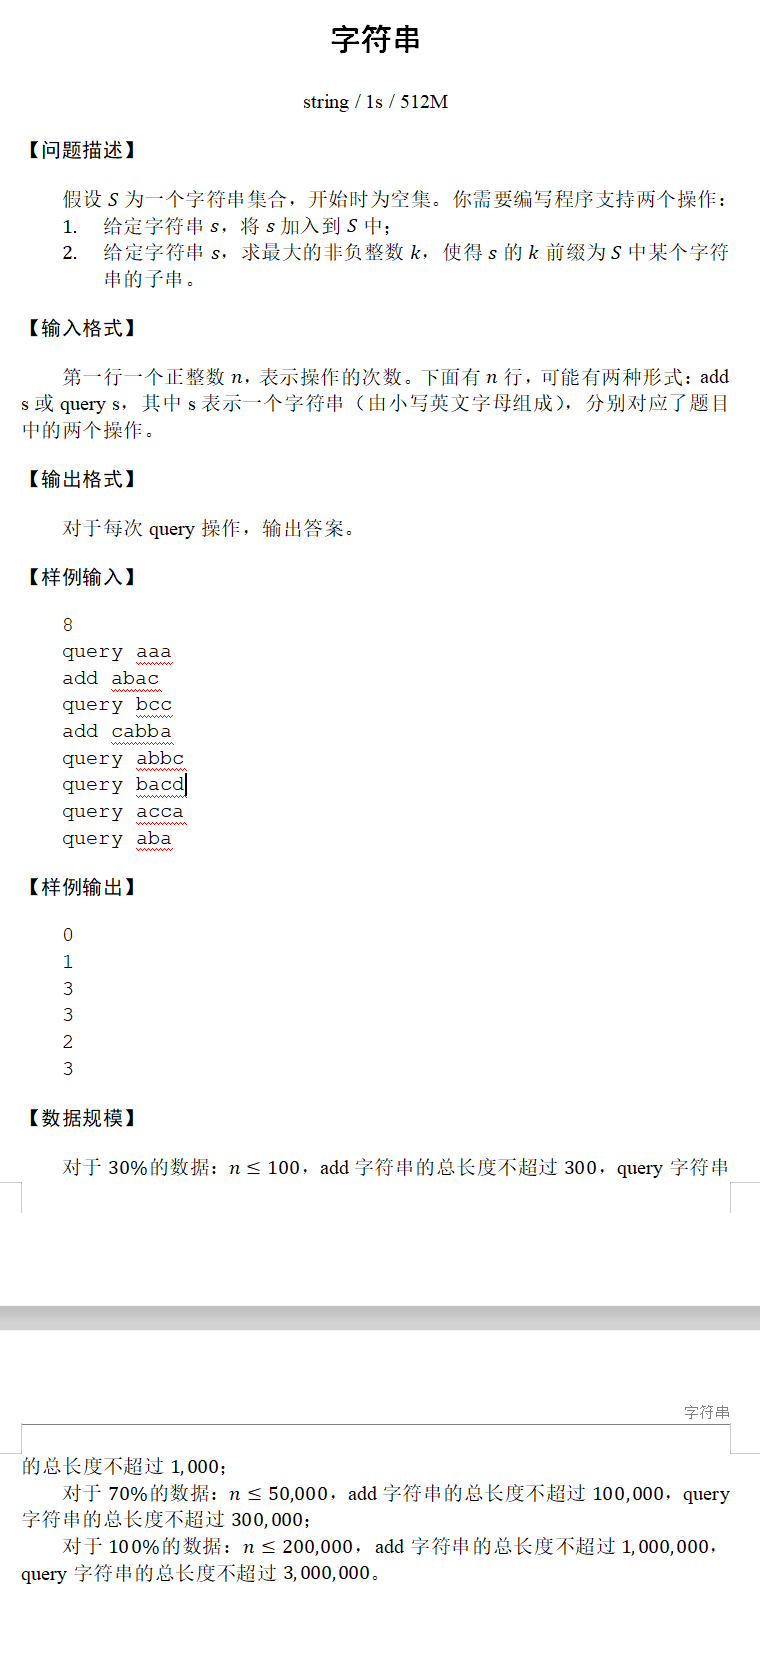 字符串
string / 1s / 512M
【问题描述】
假设 S 为一个字符串集合，开始时为空集。你需要编写程序支持两个操作：
1. 给定字符串 s，将 s 加入到 S 中；
2. 给定字符串 s，求最大的非负整数 k，使得 s 的 k 前缀为 S 中某个字符
串的子串。
【输入格式】
第一行一个正整数 n，表示操作的次数。下面有 n 行，可能有两种形式：add
s 或 query s，其中 s 表示一个字符串（由小写英文字母组成），分别对应了题目
中的两个操作。
【输出格式】
对于每次 query 操作，输出答案。
【样例输入】
8
query aaa
add abac
query bcc
add cabba
query abbc
query bacd
query acca
query aba
【样例输出】
0
1
3
3
2
3
【数据规模】
对于 30%的数据：n ≤ 100，add 字符串的总长度不超过 300，query 字符串
字符串
的总长度不超过 1,000；
对于 70%的数据：n ≤ 50,000，add 字符串的总长度不超过 100,000，query
字符串的总长度不超过 300,000；
对于 100%的数据：n ≤ 200,000，add 字符串的总长度不超过 1,000,000，
query 字符串的总长度不超过 3,000,000。